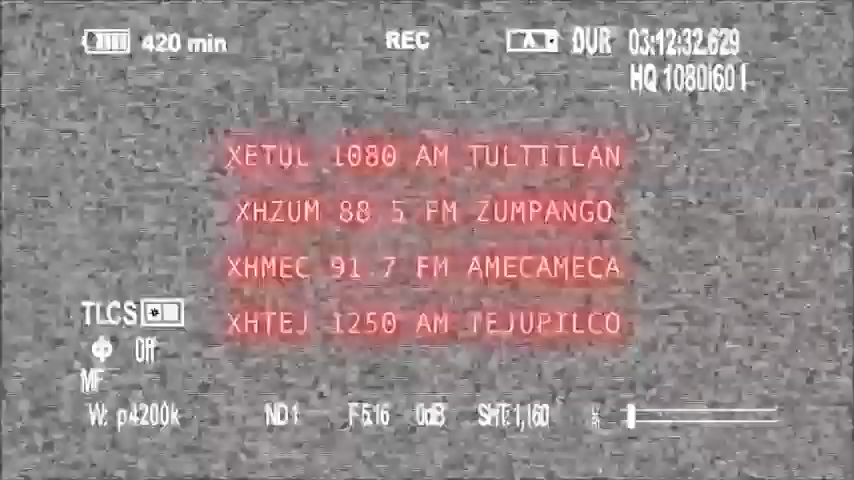 420 min
REC
A
DUR 03:12:32.629
HQ 1080i60
XETUL 1080 AM TULTITLAN
XHZUM 88.5 FM ZUMPANGO
XHMEC 91.7 FM AMECAMECA
XHTEJ 1250 AM TEJUPILCO
TLCS
Off
MF
W: p4200k ND1 F5.16 0dB SHT:1,160